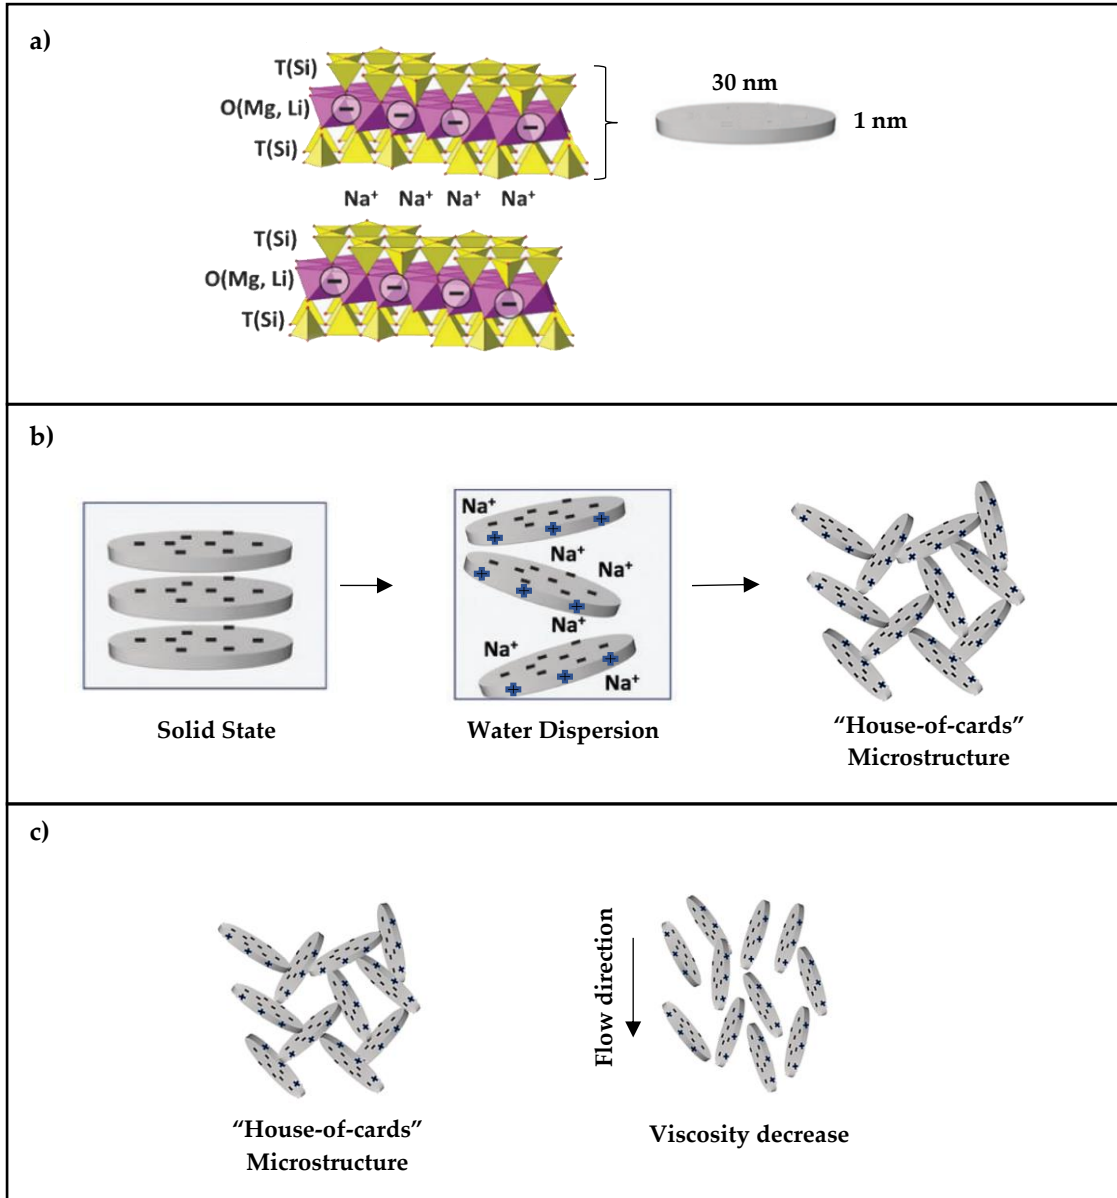 a)
T(Si)
O(Mg, Li)
T(Si)
30 nm
1 nm
Na⁺ Na⁺ Na⁺ Na⁺
T(Si)
O(Mg, Li)
T(Si)
b)
Na⁺
Na⁺
Na⁺
Na⁺
Na⁺
Na⁺
Solid State
Water Dispersion
“House-of-cards”
Microstructure
c)
Flow direction
“House-of-cards”
Microstructure
Viscosity decrease